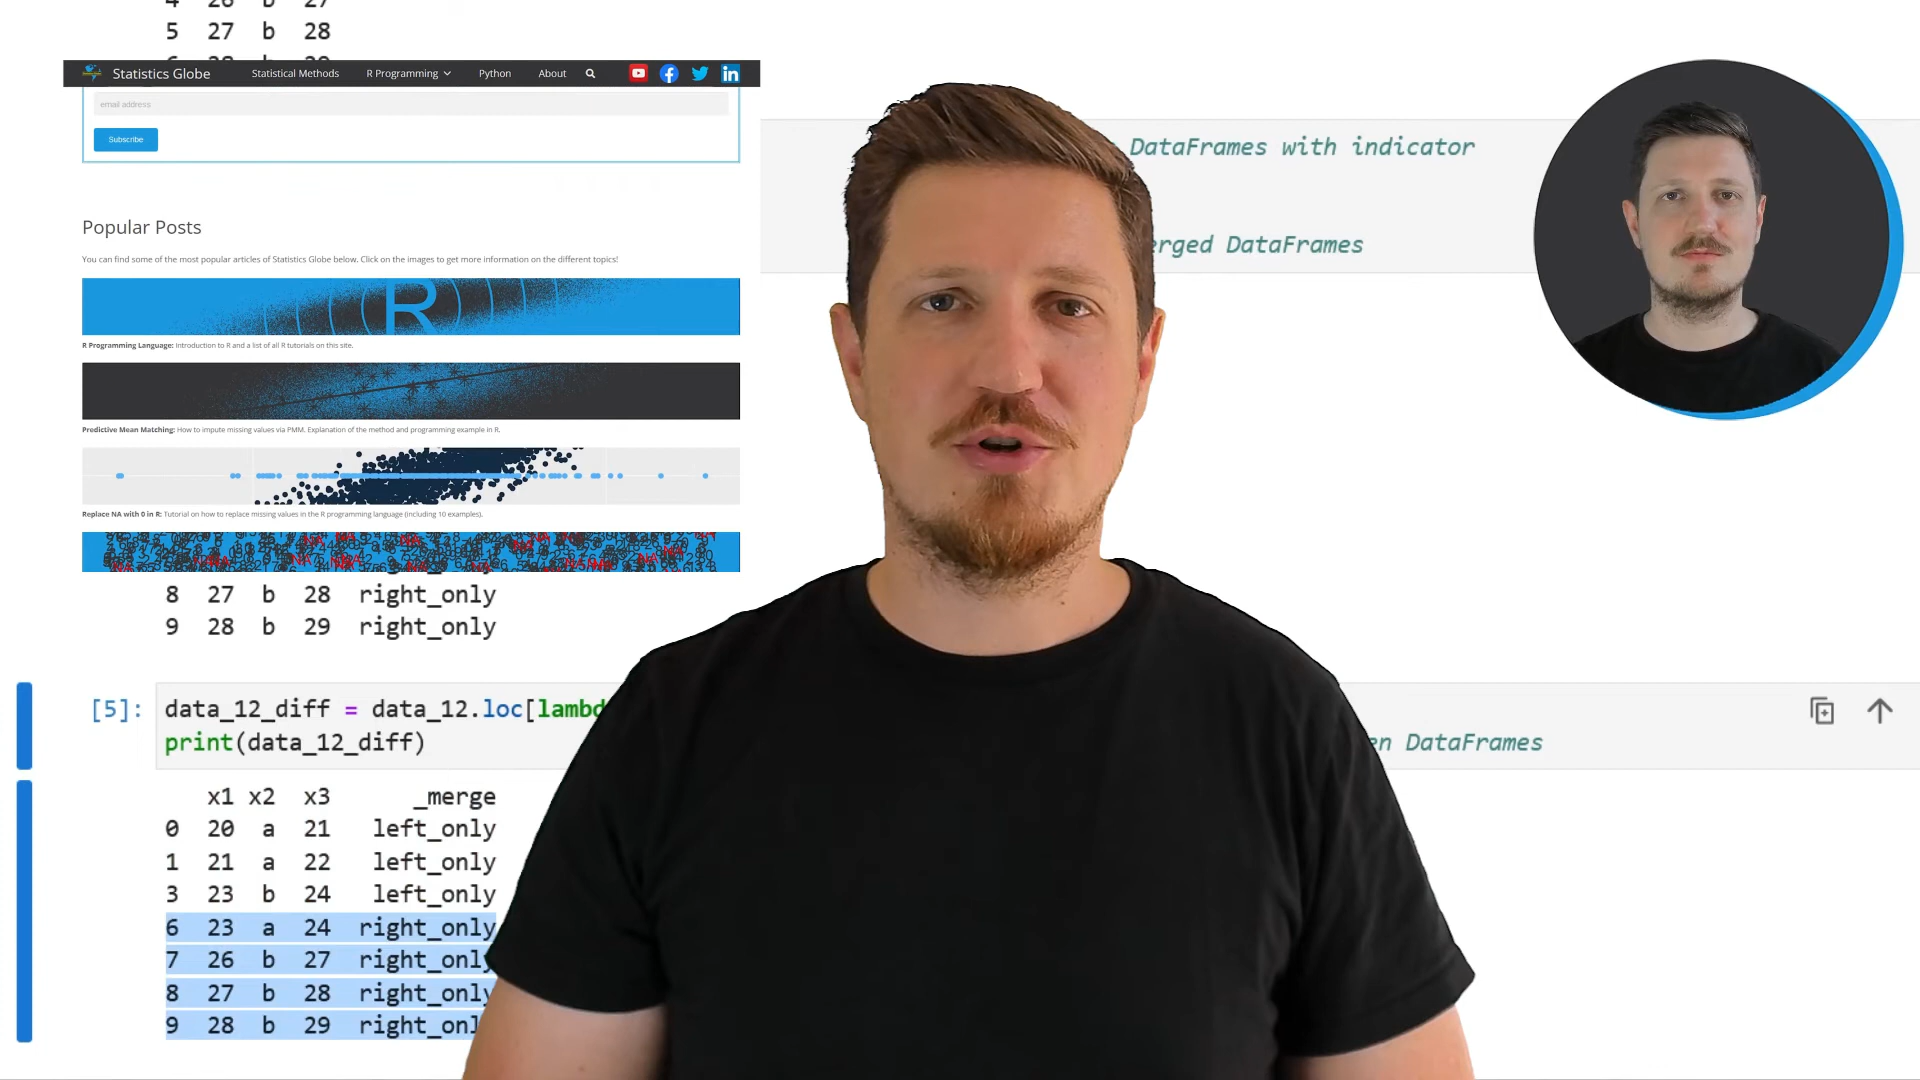 5 27 b 28
Statistics Globe Statistical Methods R Programming Python About
email address
Subscribe
DataFrames with indicator
erged DataFrames
Popular Posts
You can find some of the most popular articles of Statistics Globe below. Click on the images to get more information on the different topics!
R
R Programming Language: Introduction to R and a list of all R tutorials on this site.
Predictive Mean Matching: How to impute missing values via PMM. Explanation of the method and programming example in R.
Replace NA with 0 in R: Tutorial on how to replace missing values in the R programming language (including 10 examples).
8 27 b 28 right_only
9 28 b 29 right_only
[5]: data_12_diff = data_12.loc[lambd
print(data_12_diff)
en DataFrames
x1 x2 x3 _merge
0 20 a 21 left_only
1 21 a 22 left_only
3 23 b 24 left_only
6 23 a 24 right_only
7 26 b 27 right_only
8 27 b 28 right_only
9 28 b 29 right_onl